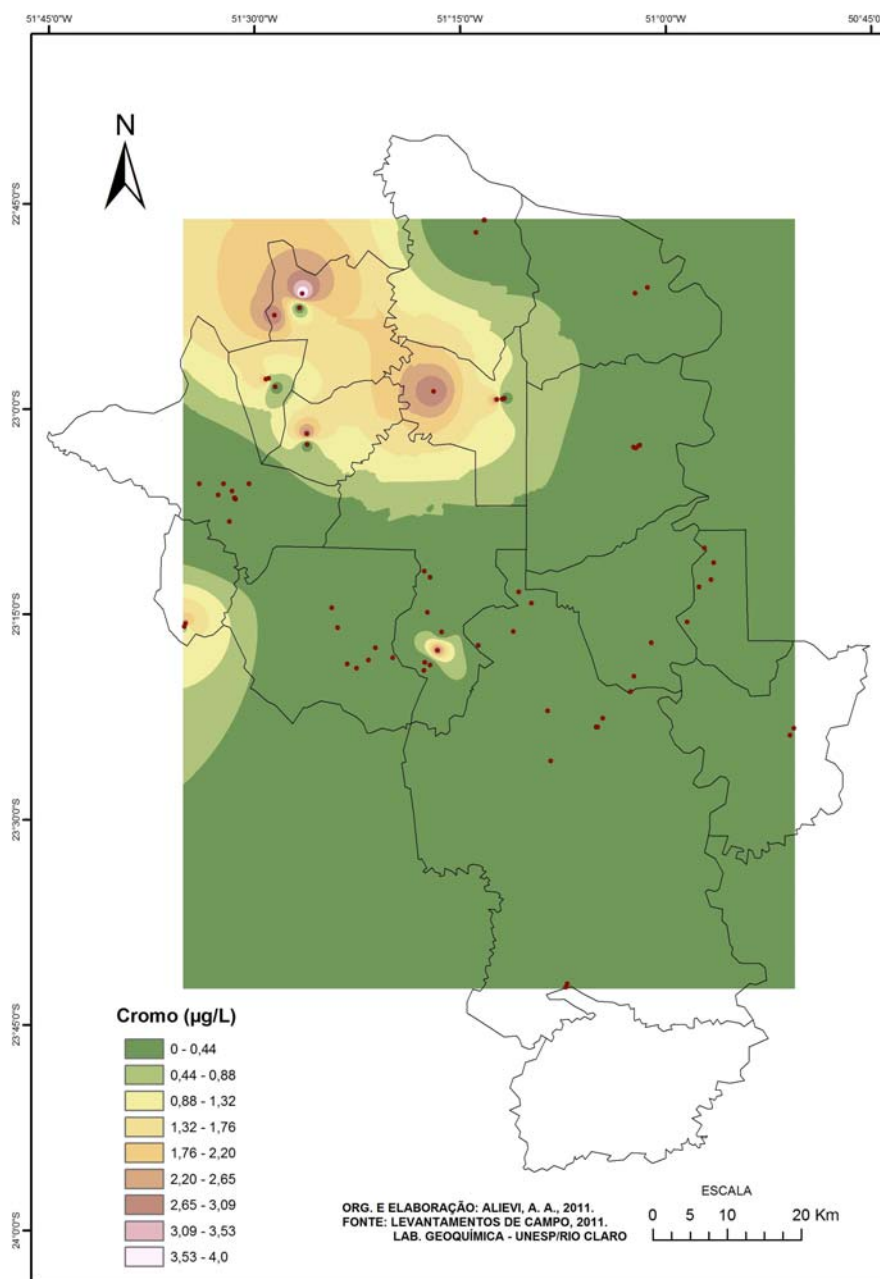 51°45'0"W 51°30'0"W 51°15'0"W 51°0'0"W 50°45'0"W
N
22°45'0"S
23°0'0"S
23°15'0"S
23°30'0"S
23°45'0"S
24°0'0"S
Cromo (µg/L)
0 - 0,44
0,44 - 0,88
0,88 - 1,32
1,32 - 1,76
1,76 - 2,20
2,20 - 2,65
2,65 - 3,09
3,09 - 3,53
3,53 - 4,0
ORG. E ELABORAÇÃO: ALIEVI, A. A., 2011.
FONTE: LEVANTAMENTOS DE CAMPO, 2011.
LAB. GEOQUÍMICA - UNESP/RIO CLARO
ESCALA
0 5 10 20 Km